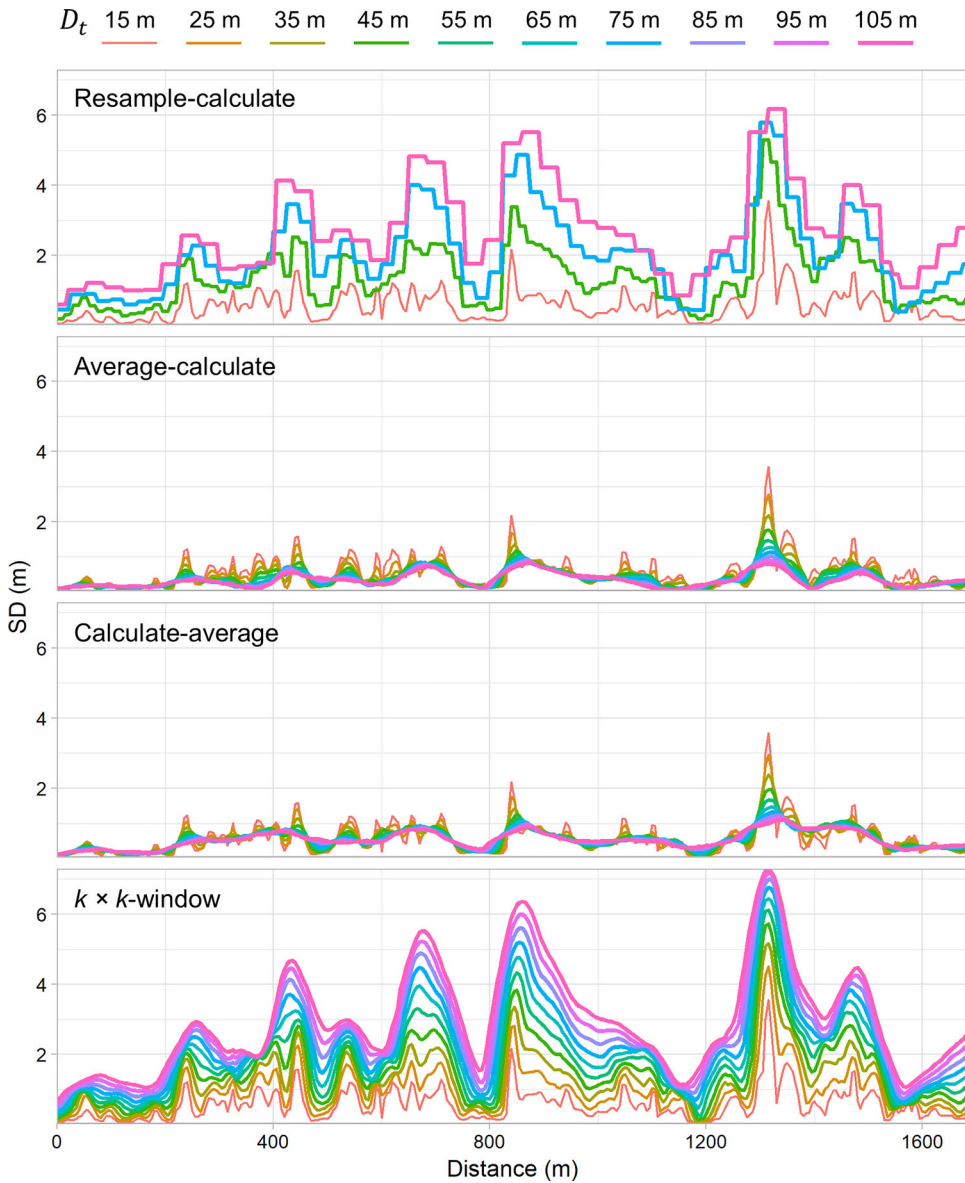 D_t 15 m 25 m 35 m 45 m 55 m 65 m 75 m 85 m 95 m 105 m
Resample-calculate
6
4
2
Average-calculate
6
4
2
SD (m)
Calculate-average
6
4
2
k × k-window
6
4
2
0 400 800 1200 1600
Distance (m)